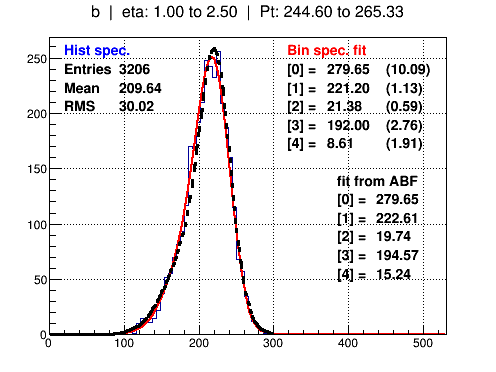 b | eta: 1.00 to 2.50 | Pt: 244.60 to 265.33
Hist spec.
Entries 3206
Mean 209.64
RMS 30.02
Bin spec. fit
[0] = 279.65 (10.09)
[1] = 221.20 (1.13)
[2] = 21.38 (0.59)
[3] = 192.00 (2.76)
[4] = 8.61 (1.91)
fit from ABF
[0] = 279.65
[1] = 222.61
[2] = 19.74
[3] = 194.57
[4] = 15.24
250
200
150
100
50
0
0 100 200 300 400 500